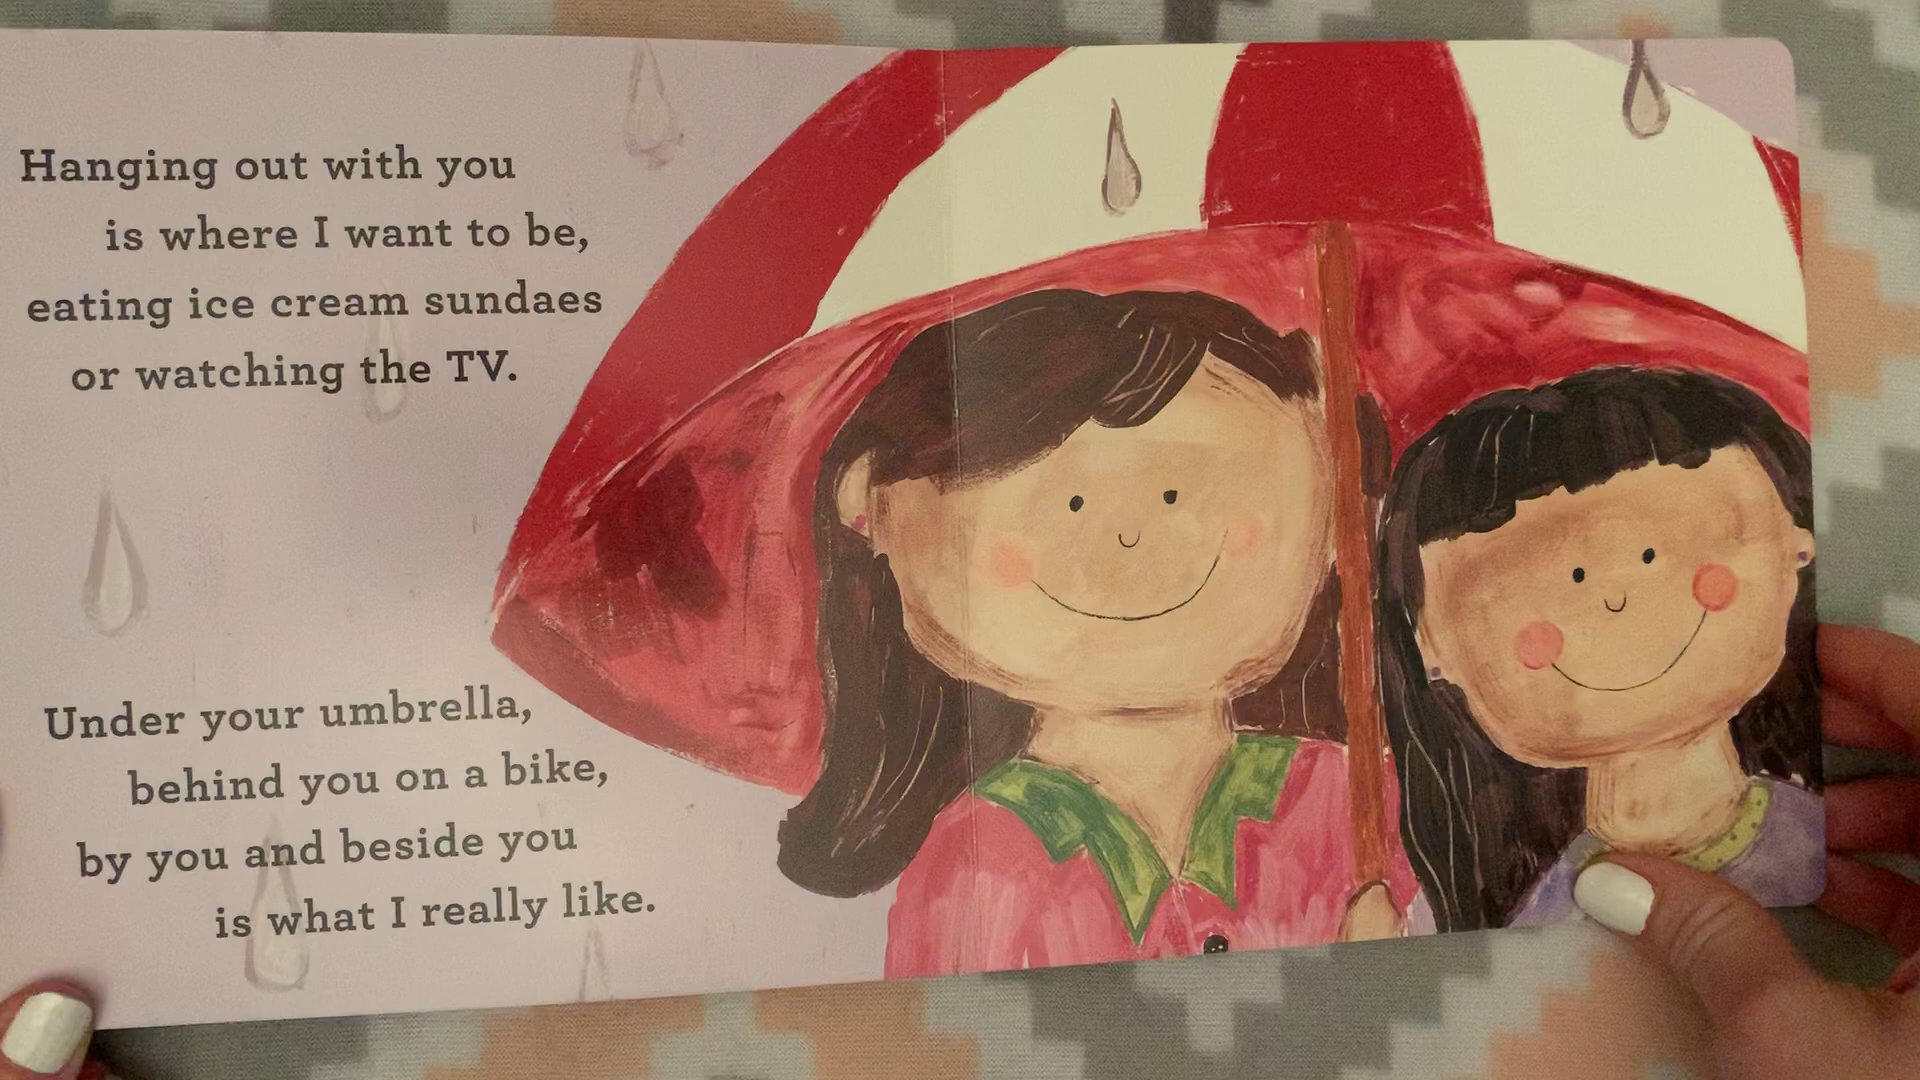 Hanging out with you
is where I want to be,
eating ice cream sundaes
or watching the TV.
Under your umbrella,
behind you on a bike,
by you and beside you
is what I really like.